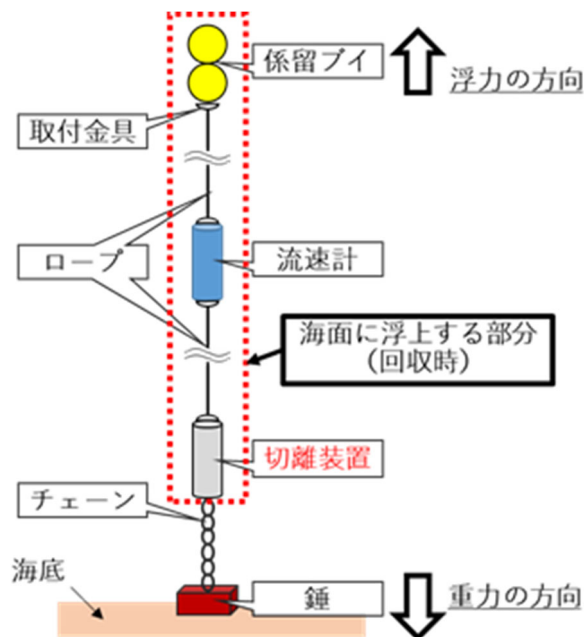 係留ブイ
浮力の方向
取付金具
ロープ
流速計
海面に浮上する部分
（回収時）
切離装置
チェーン
海底
錘
重力の方向